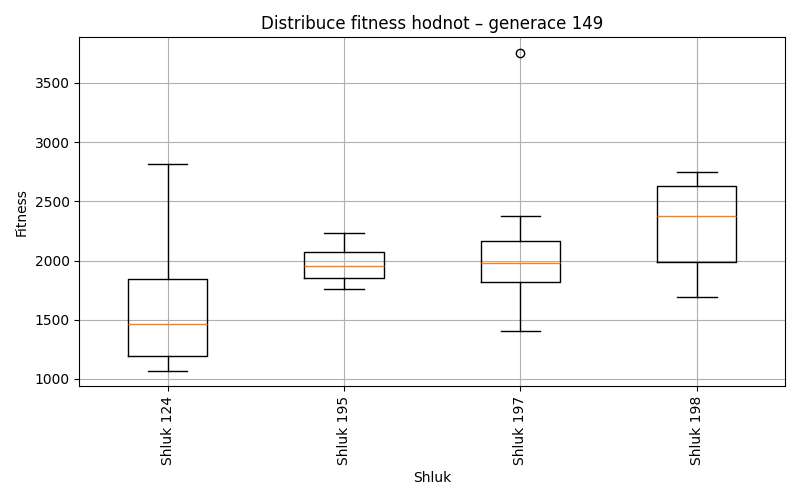 Distribuce fitness hodnot – generace 149
Fitness
3500
3000
2500
2000
1500
1000
Shluk 124
Shluk 195
Shluk 197
Shluk 198
Shluk